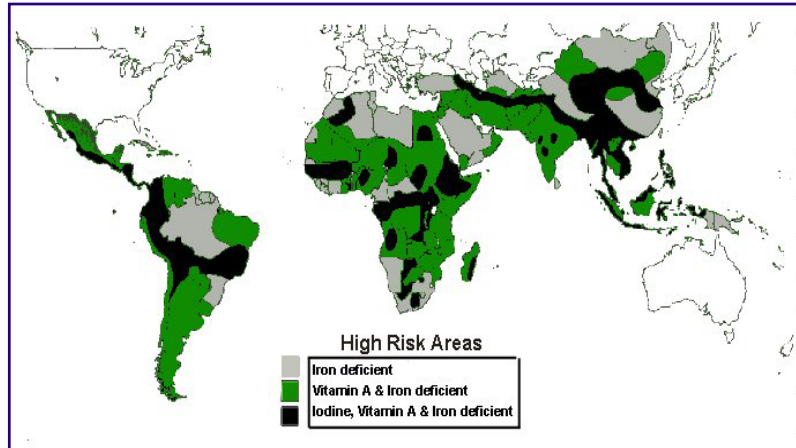 High Risk Areas
Iron deficient
Vitamin A & Iron deficient
Iodine, Vitamin A & Iron deficient